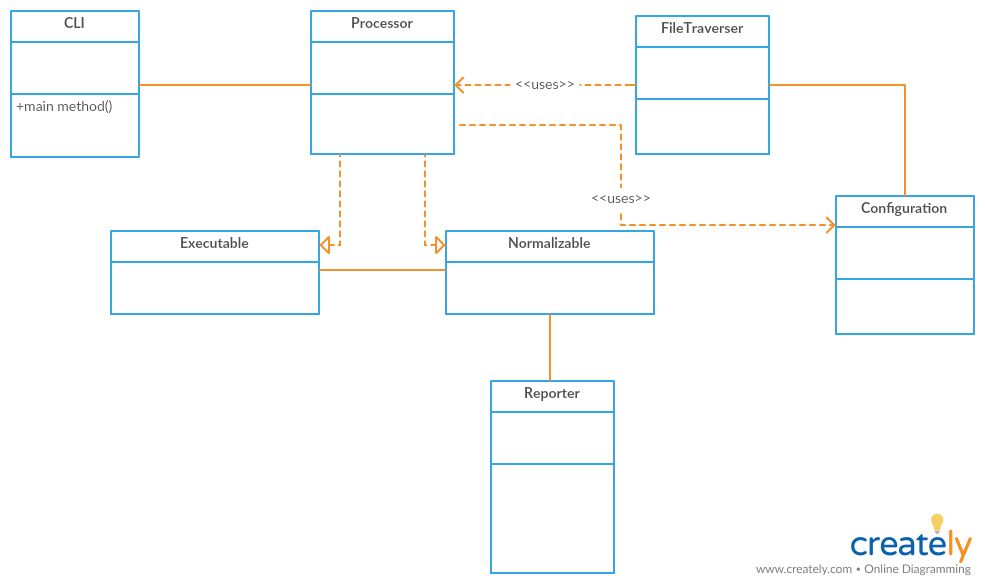 CLI
Processor
FileTraverser
<<uses>>
+main method()
<<uses>>
Configuration
Executable
Normalizable
Reporter
creately
www.creately.com • Online Diagramming